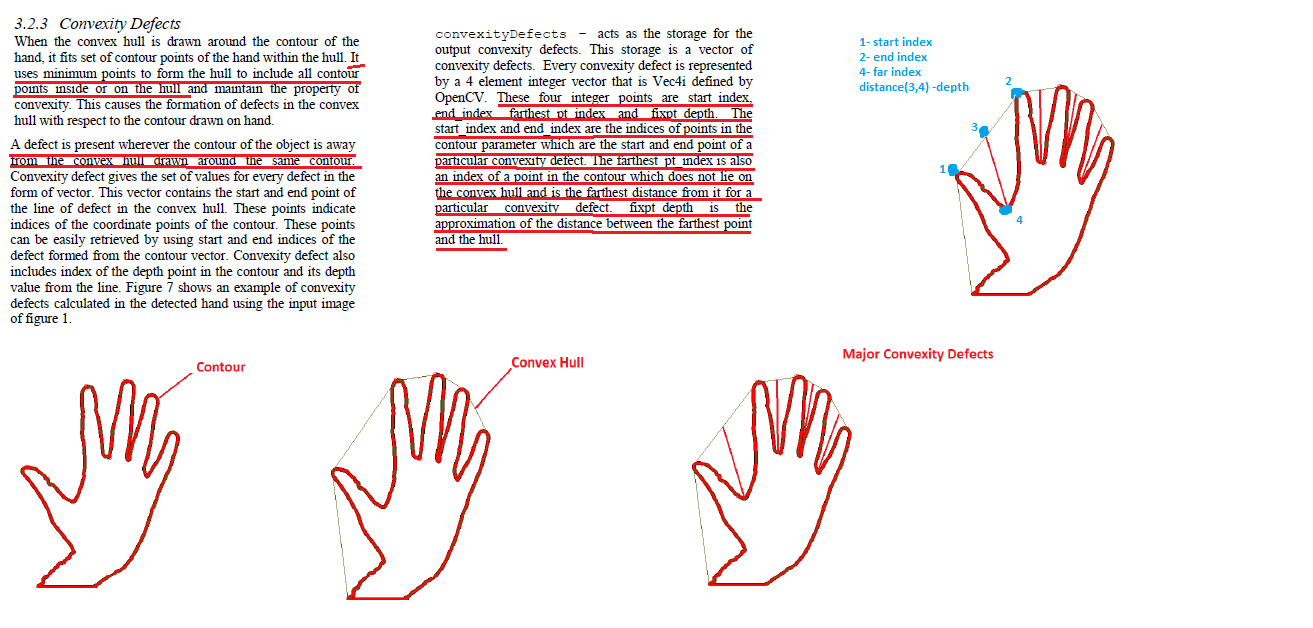 3.2.3 Convexity Defects
When the convex hull is drawn around the contour of the
hand, it fits set of contour points of the hand within the hull. It
uses minimum points to form the hull to include all contour
points inside or on the hull and maintain the property of
convexity. This causes the formation of defects in the convex
hull with respect to the contour drawn on hand.
A defect is present wherever the contour of the object is away
from the convex hull drawn around the same contour.
Convexity defect gives the set of values for every defect in the
form of vector. This vector contains the start and end point of
the line of defect in the convex hull. These points indicate
indices of the coordinate points of the contour. These points
can be easily retrieved by using start and end indices of the
defect formed from the contour vector. Convexity defect also
includes index of the depth point in the contour and its depth
value from the line. Figure 7 shows an example of convexity
defects calculated in the detected hand using the input image
of figure 1.
convexityDefects – acts as the storage for the
output convexity defects. This storage is a vector of
convexity defects. Every convexity defect is represented
by a 4 element integer vector that is Vec4i defined by
OpenCV. These four integer points are start index,
end_index farthest pt index and fixpt depth. The
start_index and end_index are the indices of points in the
contour parameter which are the start and end point of a
particular convexity defect. The farthest pt_index is also
an index of a point in the contour which does not lie on
the convex hull and is the farthest distance from it for a
particular convexity defect. fixpt depth is the
approximation of the distance between the farthest point
and the hull.
1- start index
2- end index
4- far index
distance(3,4) -depth
2
3
1
4
Contour
Convex Hull
Major Convexity Defects